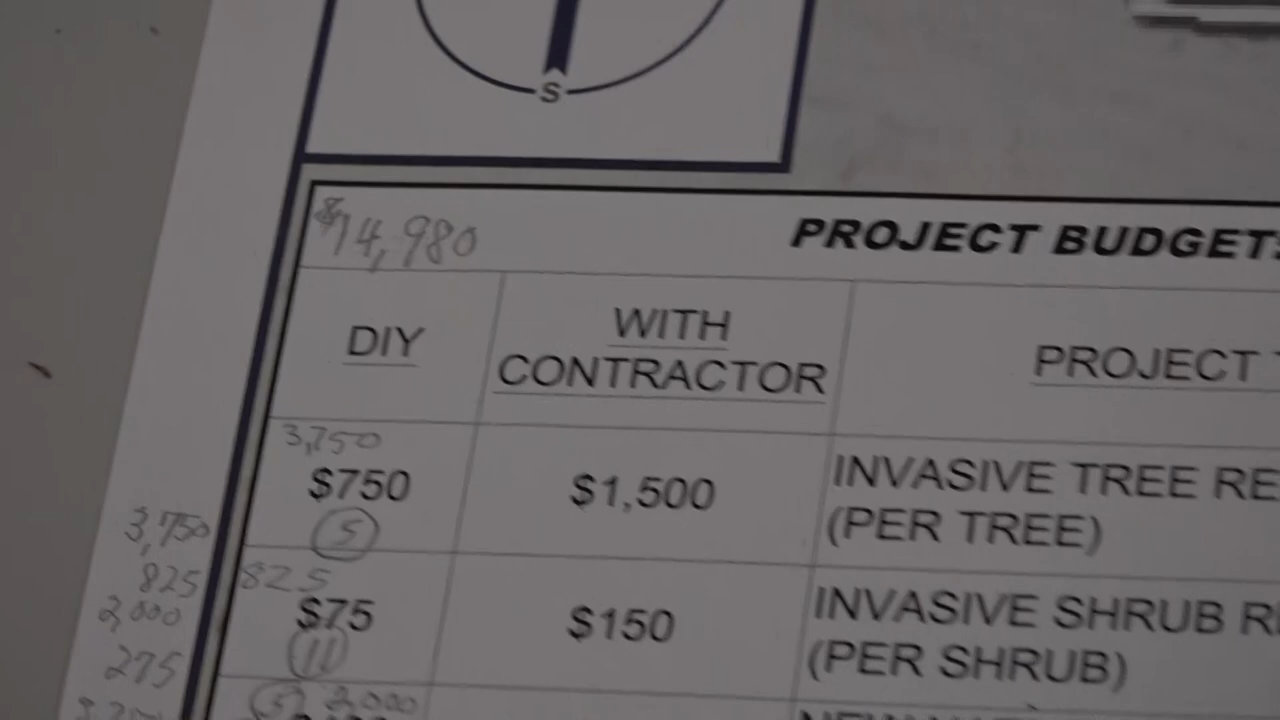 S
$14,980
PROJECT BUDGET
DIY
WITH
CONTRACTOR
PROJECT
3,750
$750
5
$1,500
INVASIVE TREE
(PER TREE)
3,750
825
2,000
275
825
$75
11
$150
INVASIVE SHRUB
(PER SHRUB)
5 2,000